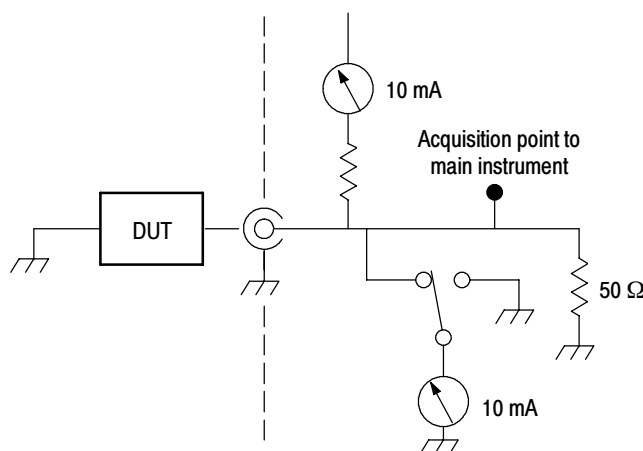 10 mA
Acquisition point to
main instrument
DUT
50 Ω
10 mA